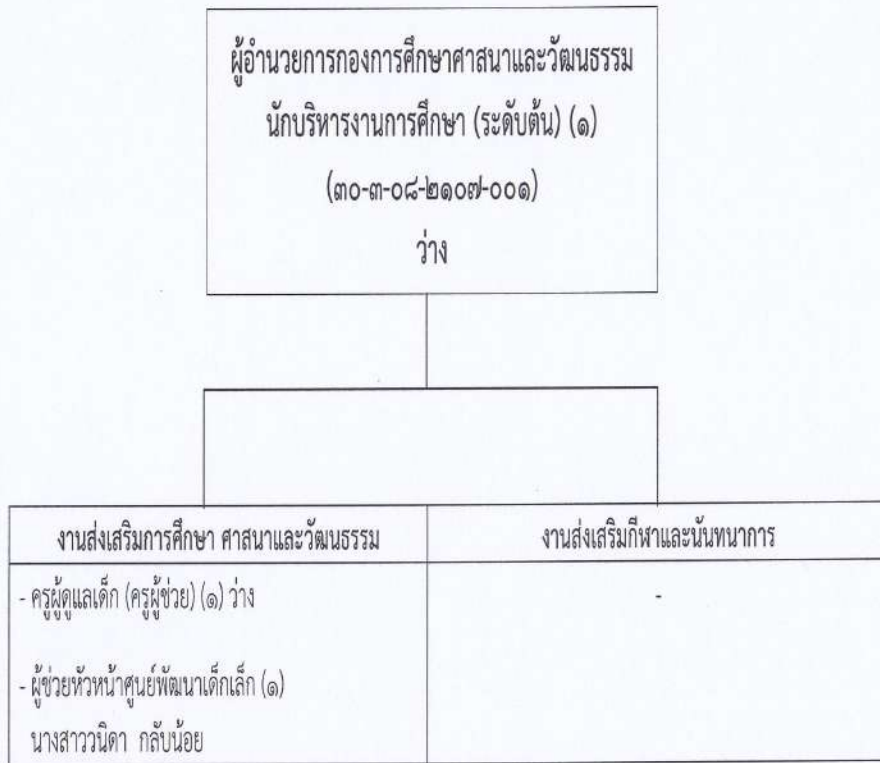 ผู้อำนวยการกองการศึกษาศาสนาและวัฒนธรรม
นักบริหารงานการศึกษา (ระดับต้น) (๑)
(๓๐-๓-๐๘-๒๑๐๗-๐๐๑)
ว่าง
งานส่งเสริมการศึกษา ศาสนาและวัฒนธรรม
- ครูผู้ดูแลเด็ก (ครูผู้ช่วย) (๑) ว่าง
- ผู้ช่วยหัวหน้าศูนย์พัฒนาเด็กเล็ก (๑)
นางสาววนิดา กลับน้อย
งานส่งเสริมกีฬาและนันทนาการ
-